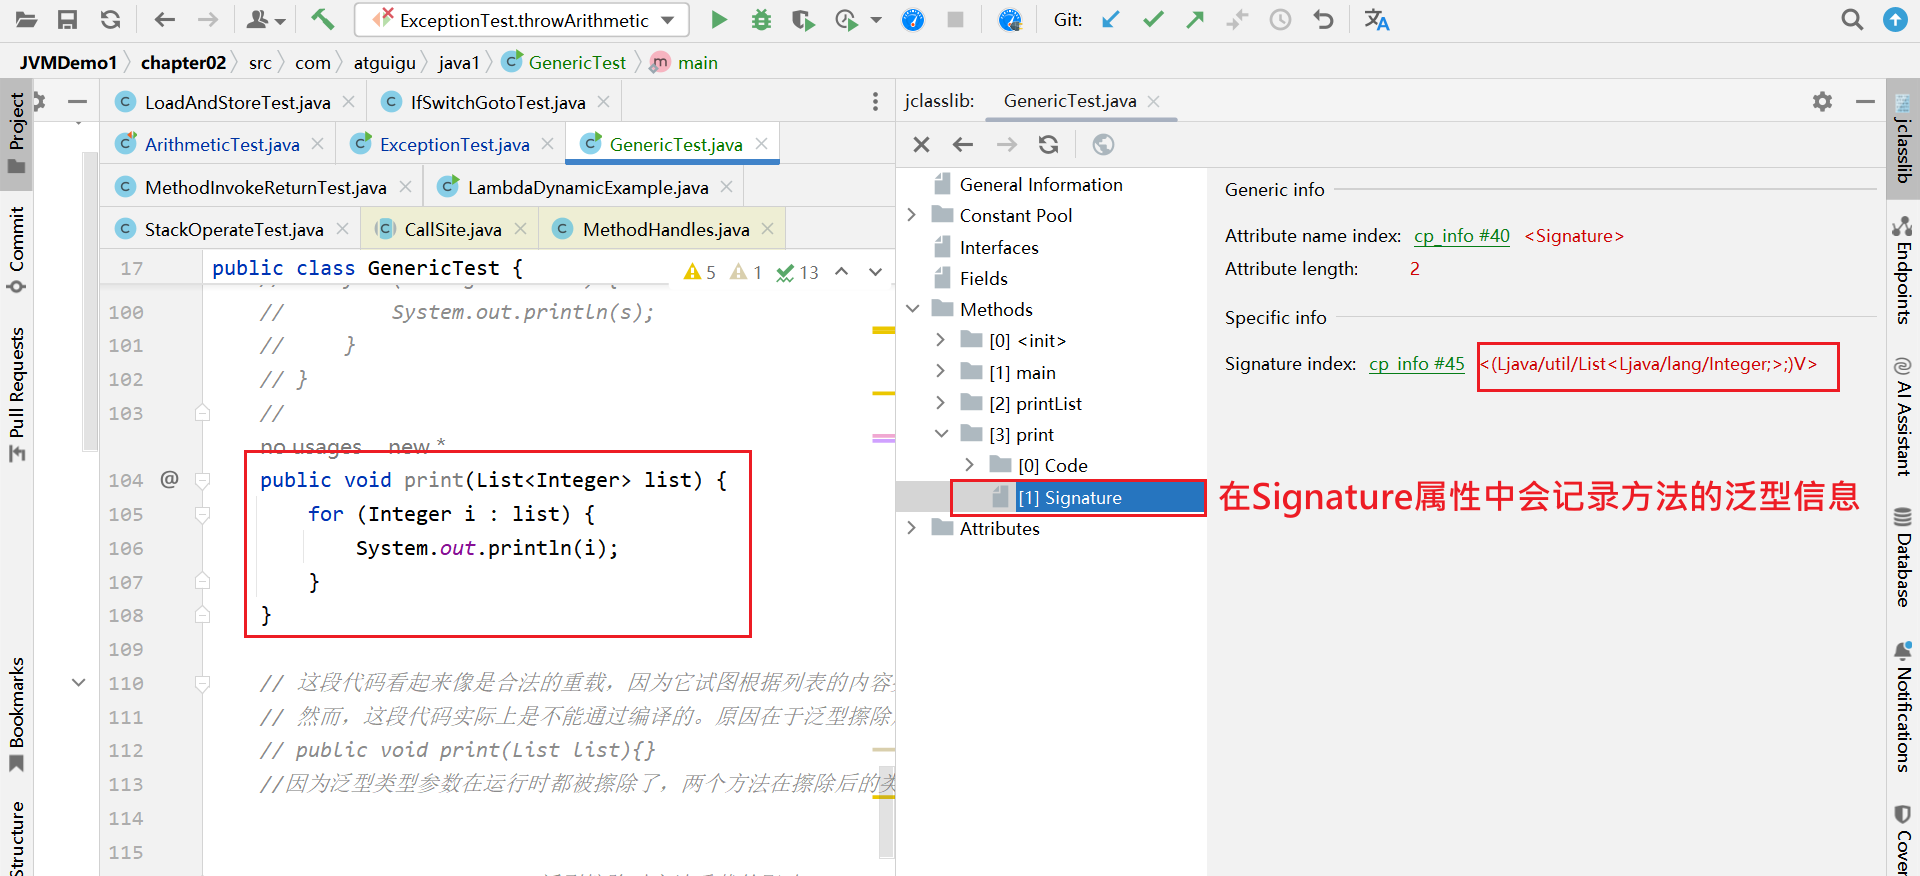 ExceptionTest.throwArithmetic
Git:
JVMDemo1 chapter02 src com atguigu java1 GenericTest main
Project
Commit
Pull Requests
Bookmarks
Structure
LoadAndStoreTest.java
IfSwitchGotoTest.java
ArithmeticTest.java
ExceptionTest.java
GenericTest.java
MethodInvokeReturnTest.java
LambdaDynamicExample.java
StackOperateTest.java
CallSite.java
MethodHandles.java
17 public class GenericTest { 5 1 13
100 // System.out.println(s);
101 // }
102 // }
103 //
no usages new *
104 @ public void print(List<Integer> list) {
105 for (Integer i : list) {
106 System.out.println(i);
107 }
108 }
109
110 // 这段代码看起来像是合法的重载，因为它试图根据列表的内容
111 // 然而，这段代码实际上是不能通过编译的。原因在于泛型擦除
112 // public void print(List list){}
113 //因为泛型类型参数在运行时都被擦除了，两个方法在擦除后的类
114
115
jclasslib: GenericTest.java
General Information
Constant Pool
Interfaces
Fields
Methods
[0] <init>
[1] main
[2] printList
[3] print
[0] Code
[1] Signature
Attributes
Generic info
Attribute name index: cp_info #40 <Signature>
Attribute length: 2
Specific info
Signature index: cp_info #45 <(Ljava/util/List<Ljava/lang/Integer;>;)V>
在Signature属性中会记录方法的泛型信息
jclasslib
Endpoints
AI Assistant
Database
Notifications